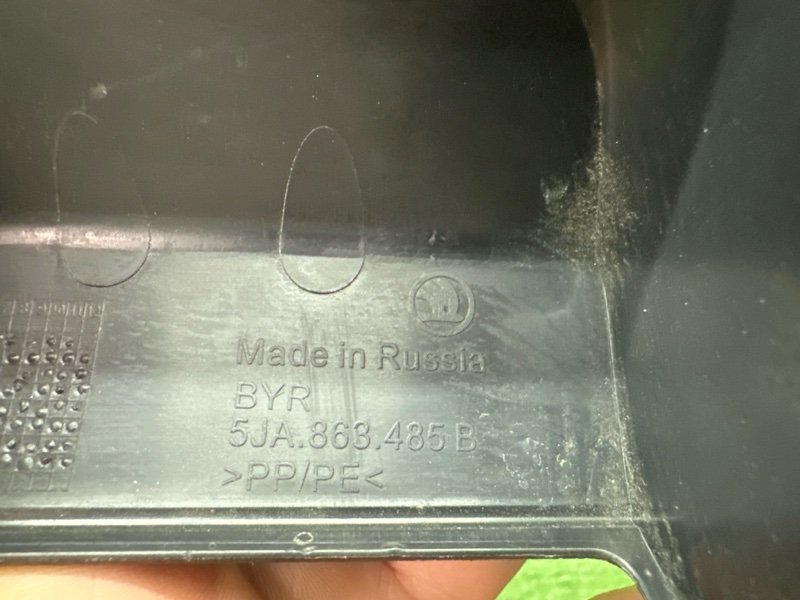 Made in Russia
BYR
5JA.863.485 B
>PP/PE<